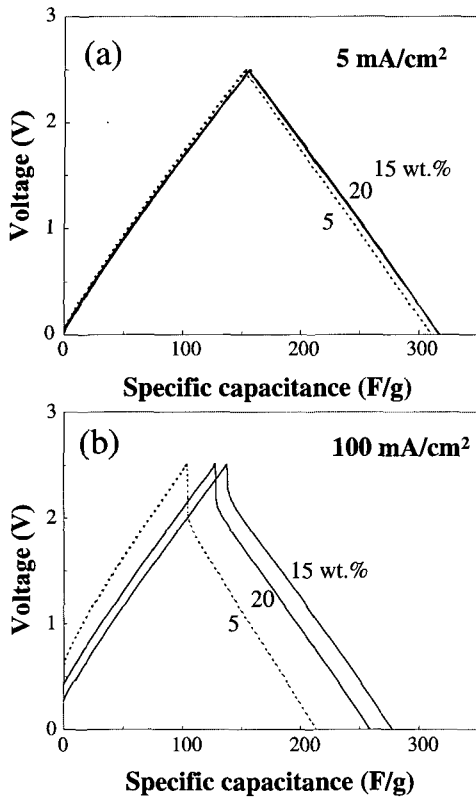 (a)
5 mA/cm²
3
2
1
0
Voltage (V)
15 wt.%
20
5
0 100 200 300
Specific capacitance (F/g)
(b)
100 mA/cm²
3
2
1
0
Voltage (V)
15 wt.%
20
5
0 100 200 300
Specific capacitance (F/g)